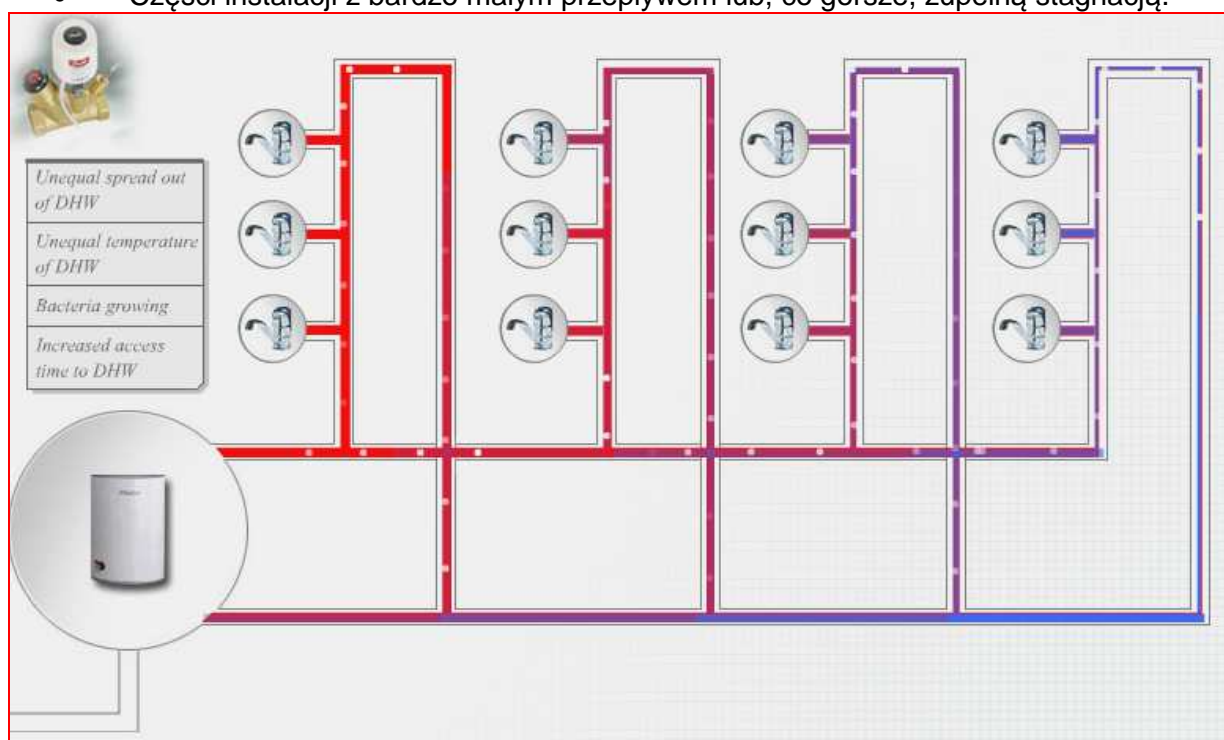 Części instalacji z bardzo małym przepływem lub, co gorsze, zupełną stagnacją.
Unequal spread out
of DHW
Unequal temperature
of DHW
Bacteria growing
Increased access
time to DHW